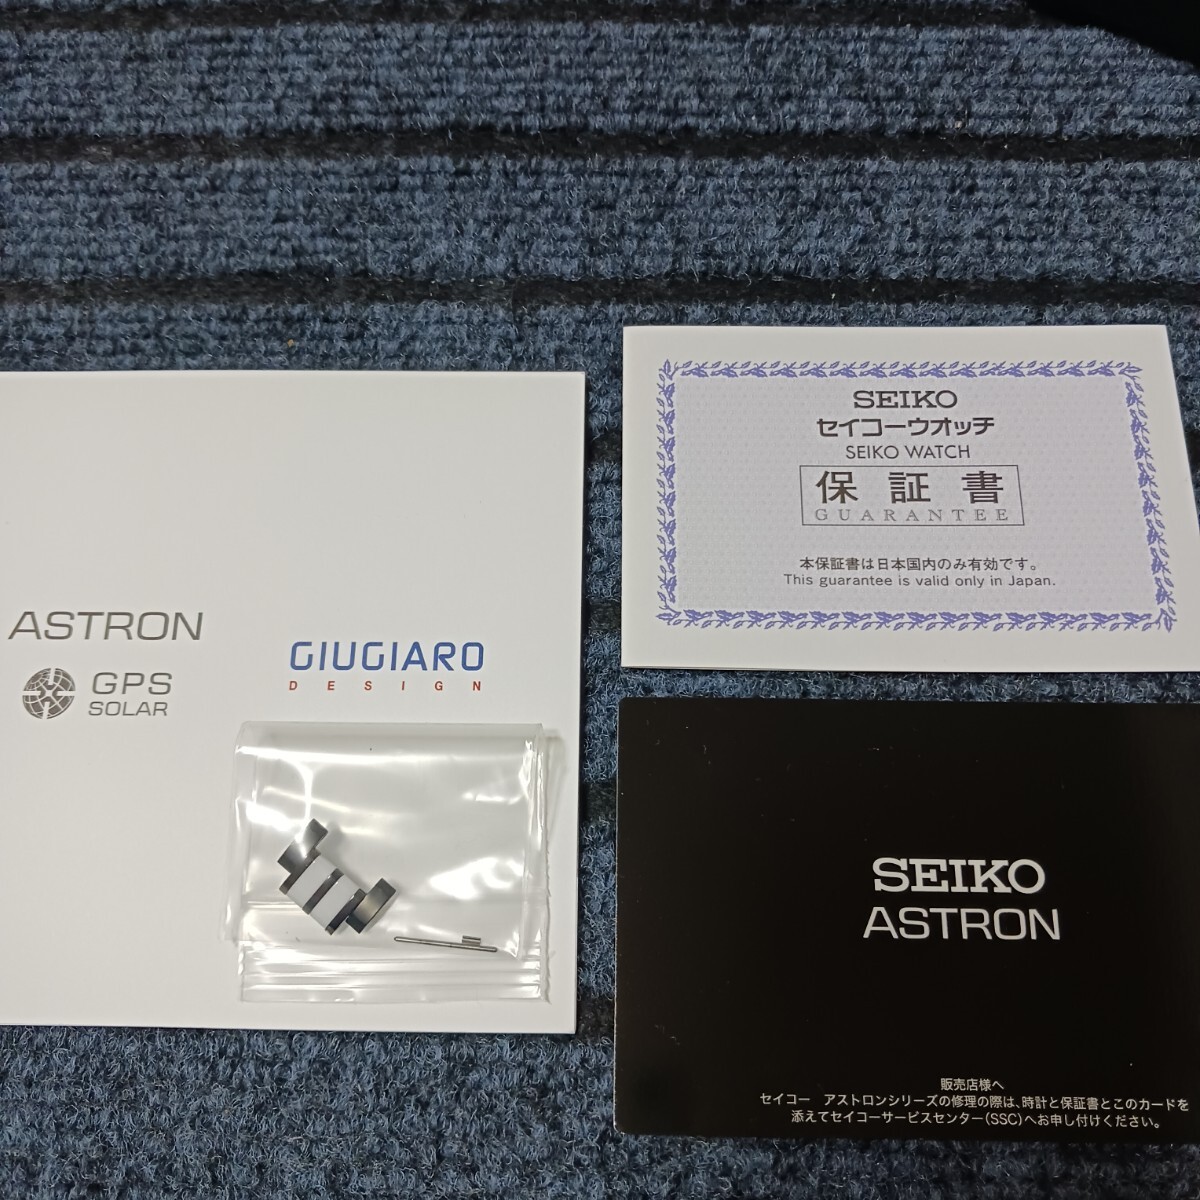 ASTRON
GPS
SOLAR
GIUGIARO
DESIGN
SEIKO
セイコーウオッチ
SEIKO WATCH
保証書
GUARANTEE
本保証書は日本国内のみ有効です。
This guarantee is valid only in Japan.
SEIKO
ASTRON
販売店様へ
セイコー アストロンシリーズの修理の際は、時計と保証書とこのカードを
添えてセイコーサービスセンター(SSC)へお申し付けください。